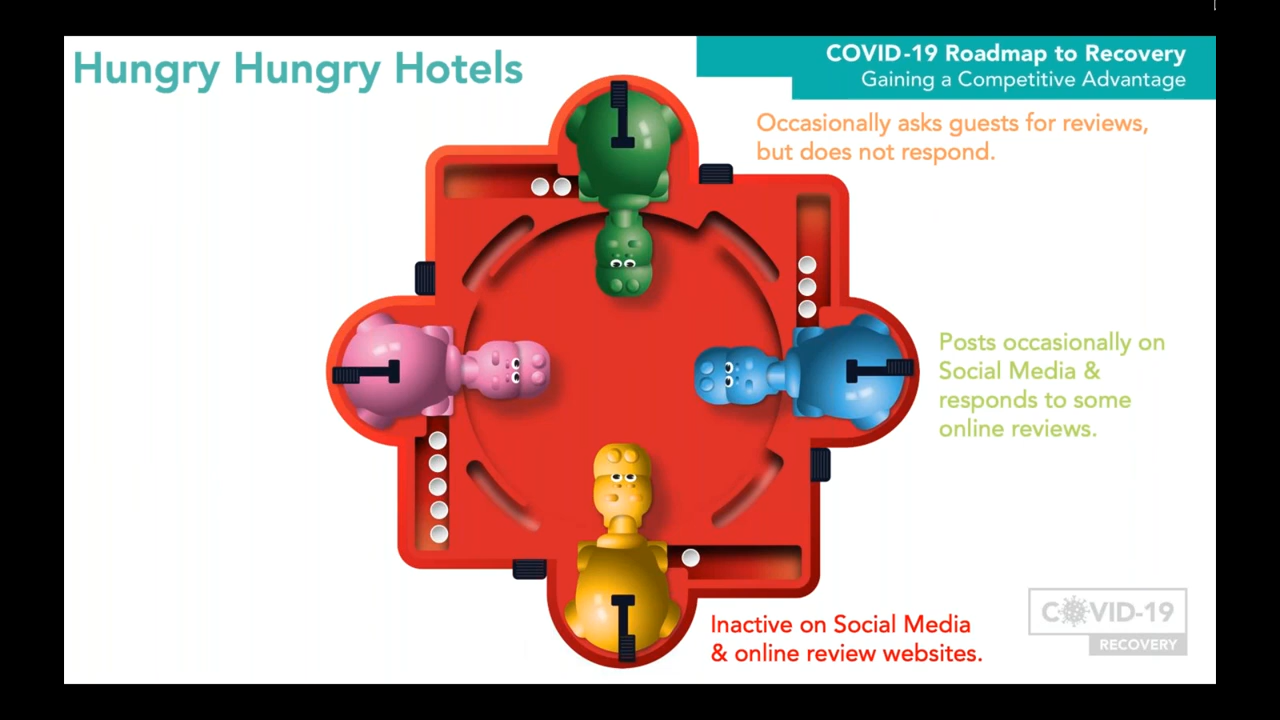 Hungry Hungry Hotels
COVID-19 Roadmap to Recovery
Gaining a Competitive Advantage
Occasionally asks guests for reviews,
but does not respond.
Posts occasionally on
Social Media &
responds to some
online reviews.
Inactive on Social Media
& online review websites.
COVID-19
RECOVERY